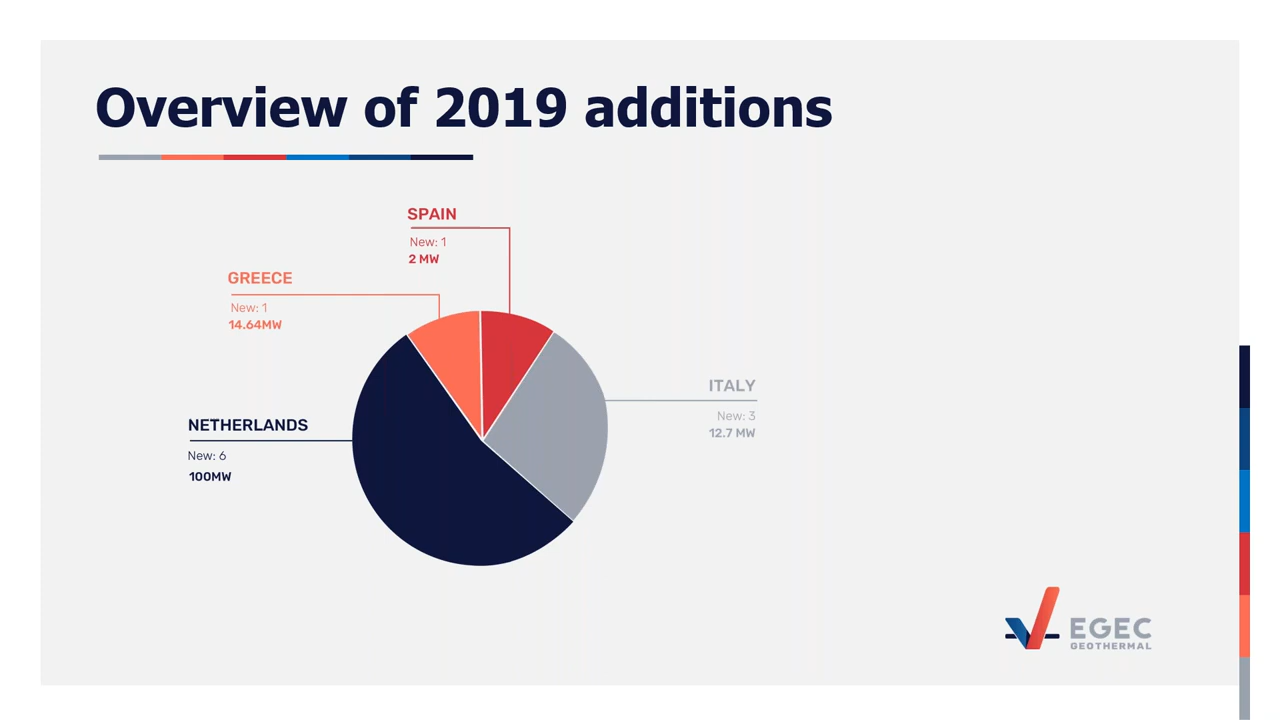 Overview of 2019 additions
SPAIN
New: 1
2 MW
GREECE
New: 1
14.64MW
ITALY
New: 3
12.7 MW
NETHERLANDS
New: 6
100MW
EGEC
GEOTHERMAL